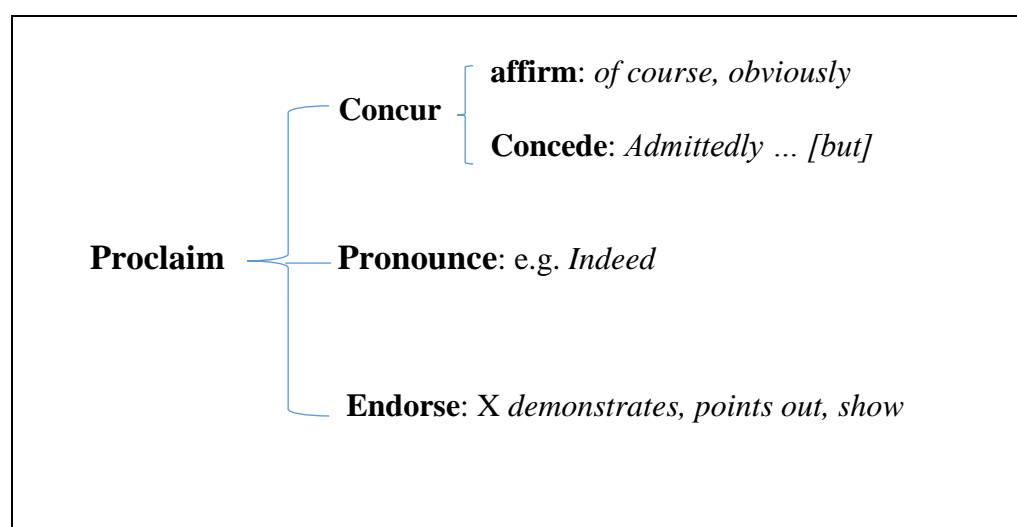 affirm: of course, obviously
Concur
Concede: Admittedly … [but]
Proclaim
Pronounce: e.g. Indeed
Endorse: X demonstrates, points out, show